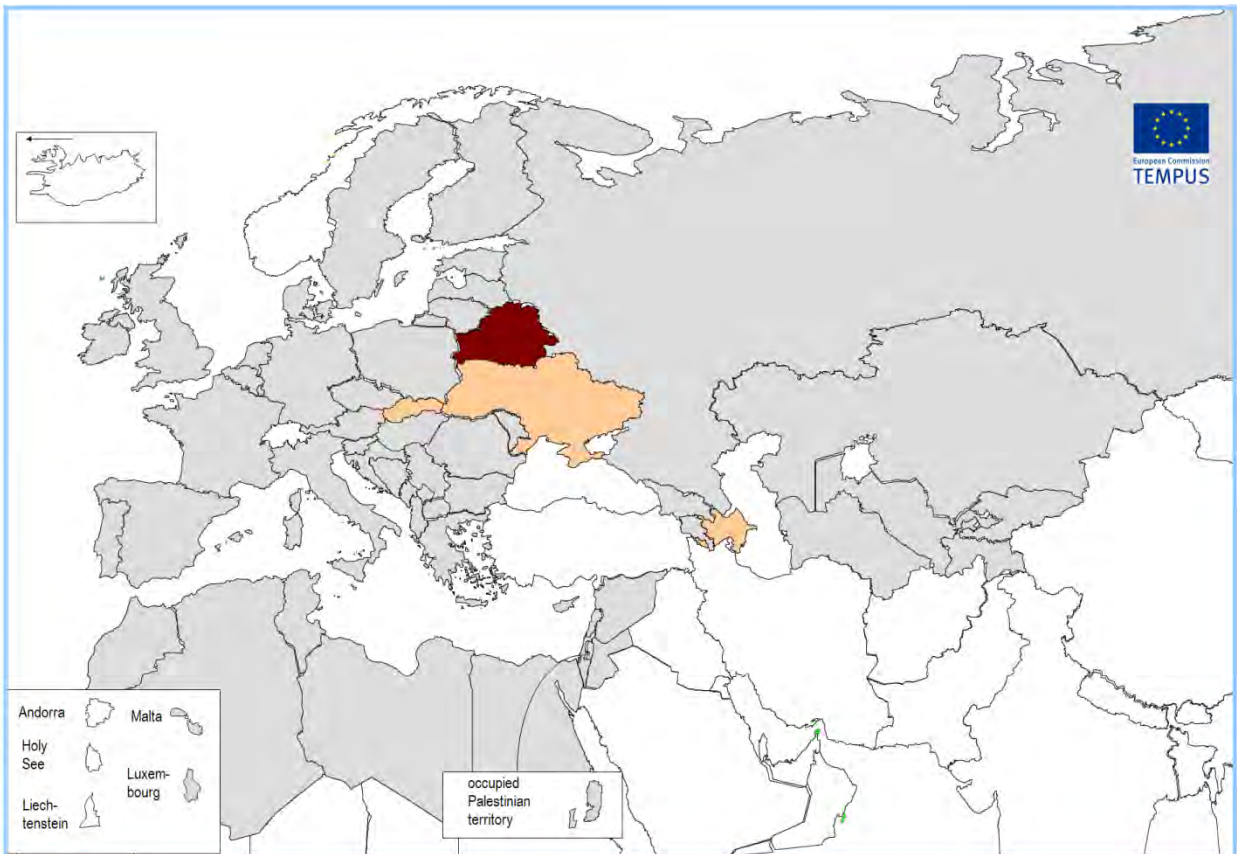 European Commission
TEMPUS
Andorra
Malta
Holy
See
Luxem-
bourg
Liech-
tenstein
occupied
Palestinian
territory